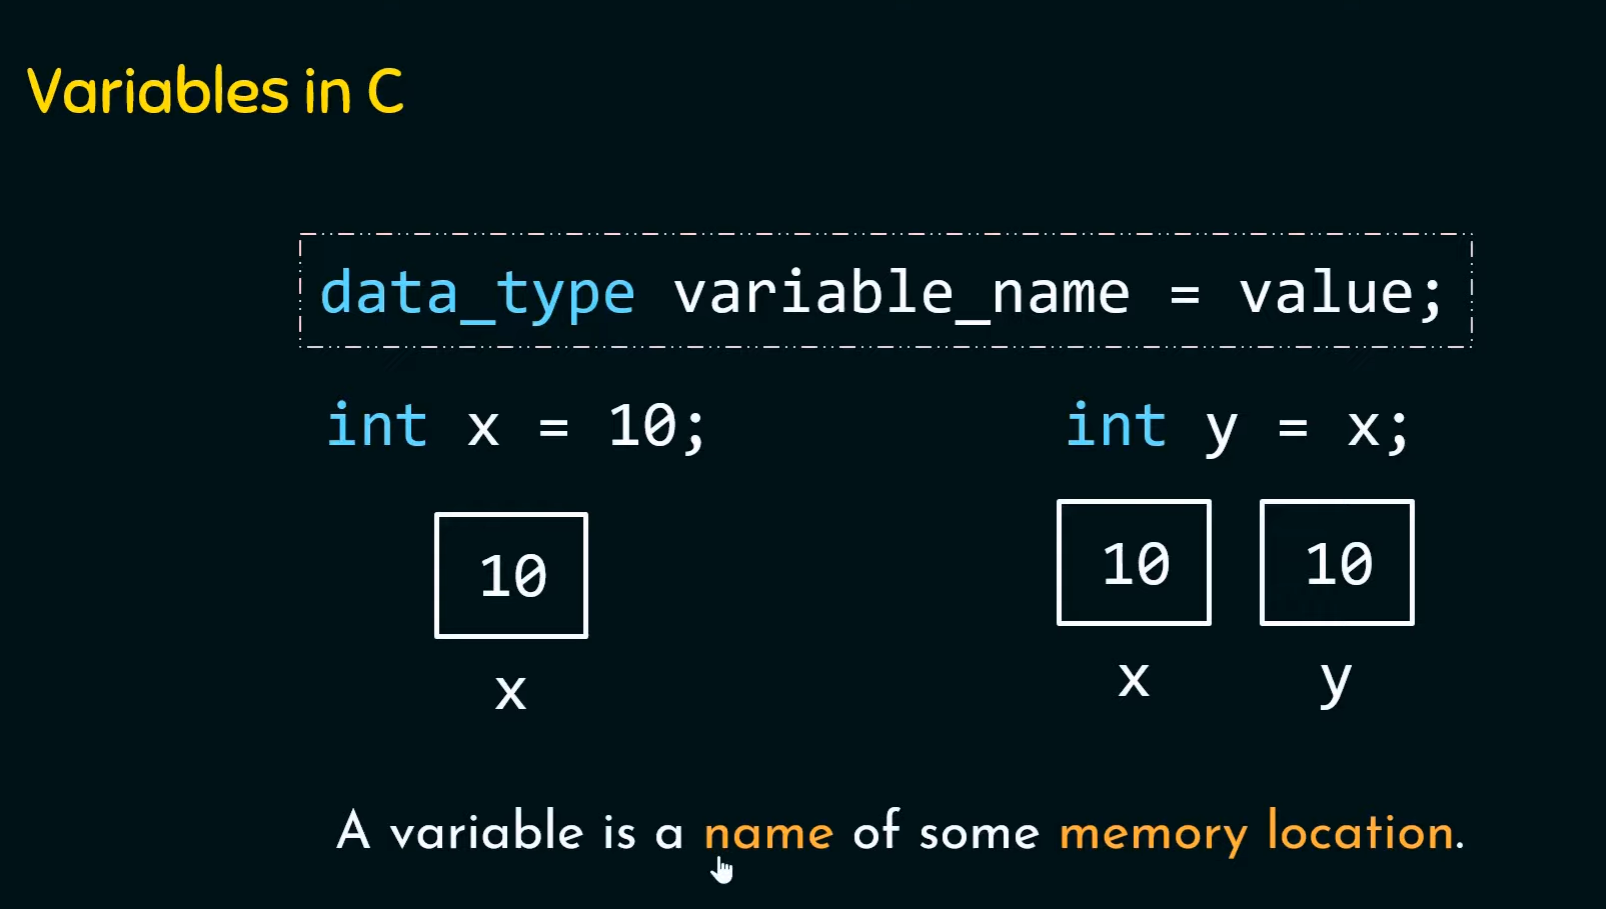 Variables in C
data_type variable_name = value;
int x = 10;
int y = x;
10
10 10
x
x y
A variable is a name of some memory location.